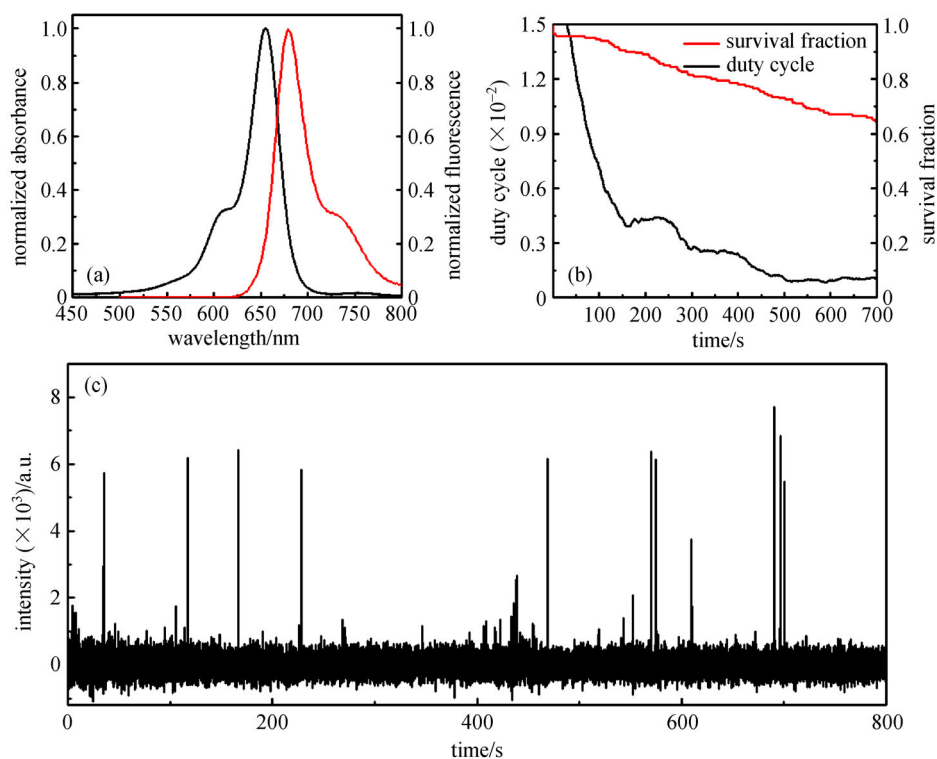 1.0
0.8
0.6
0.4
0.2
0
normalized absorbance
(a)
1.0
0.8
0.6
0.4
0.2
0
normalized fluorescence
450 500 550 600 650 700 750 800
wavelength/nm
1.5
1.2
0.9
0.6
0.3
0
duty cycle (×10⁻²)
survival fraction
duty cycle
(b)
1.0
0.8
0.6
0.4
0.2
0
survival fraction
100 200 300 400 500 600 700
time/s
(c)
8
6
4
2
0
intensity (×10³)/a.u.
0 200 400 600 800
time/s